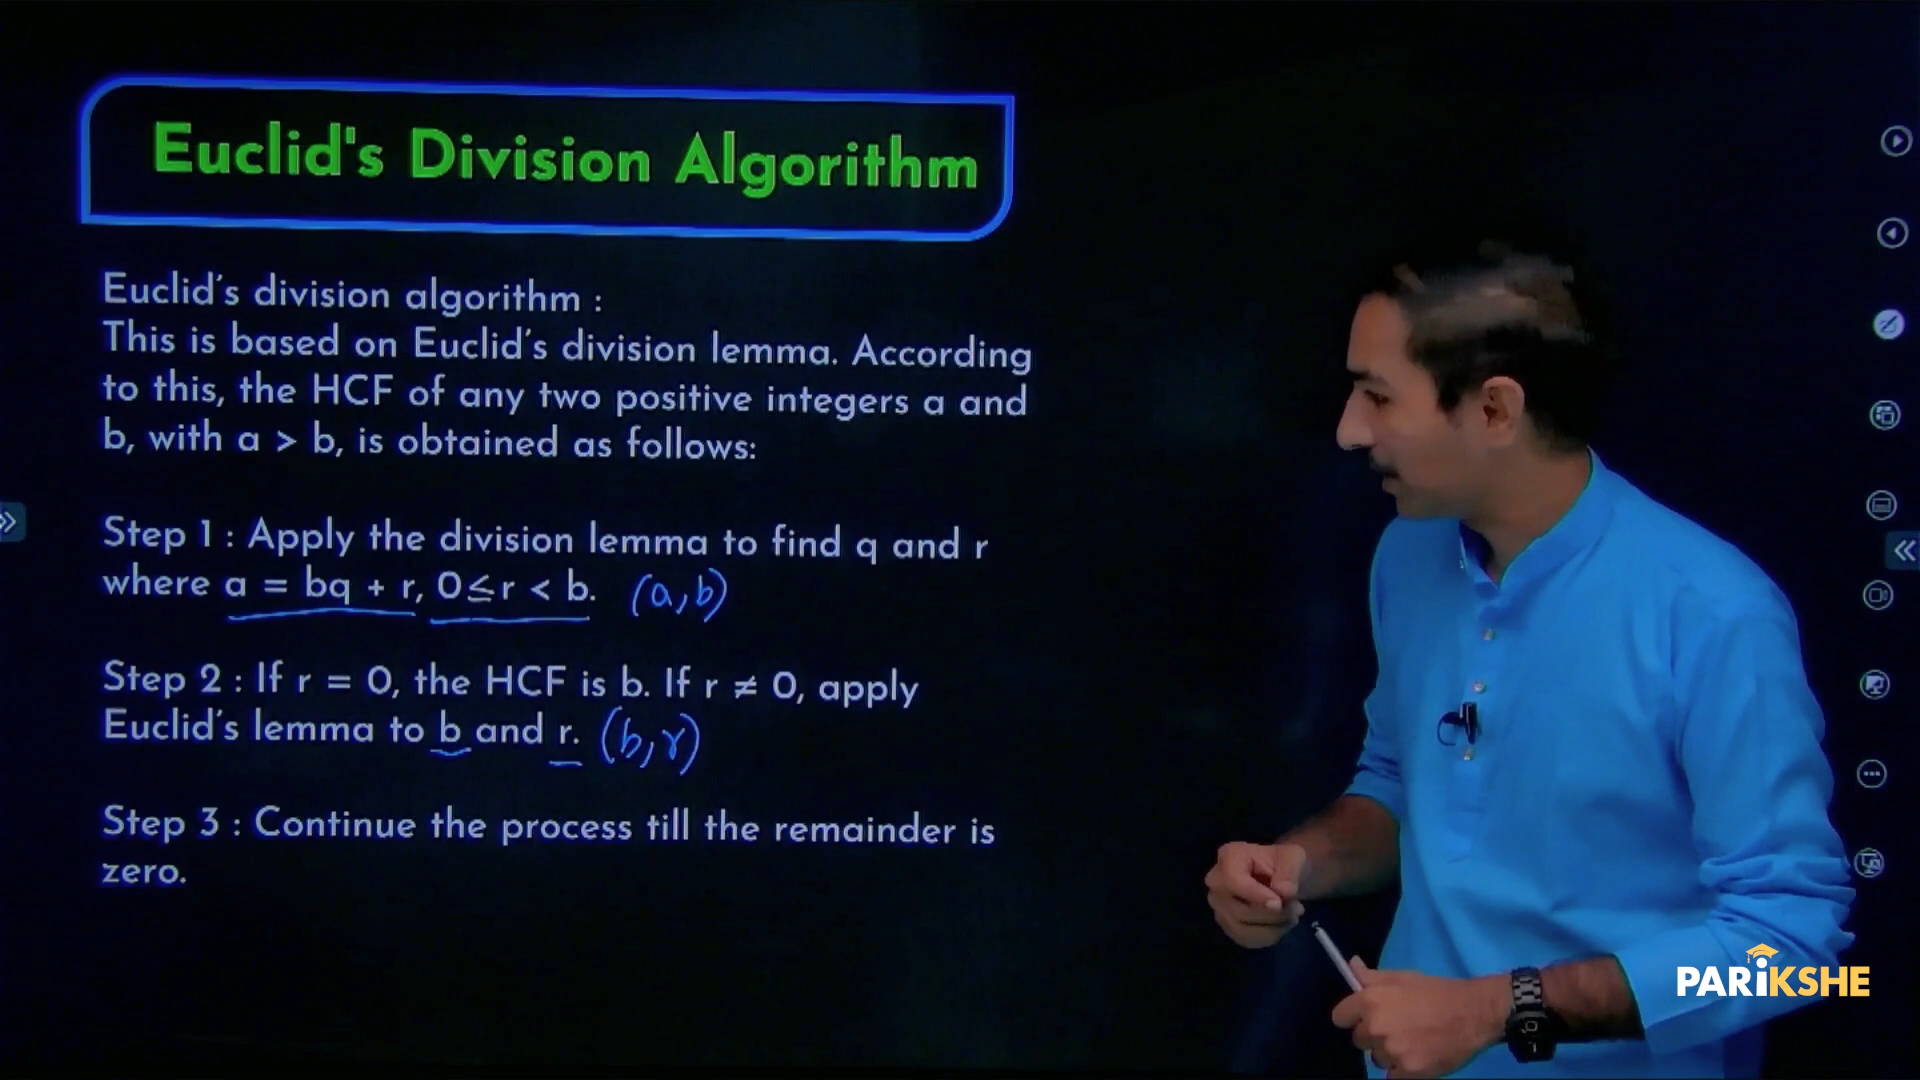 Euclid's Division Algorithm
Euclid's division algorithm :
This is based on Euclid's division lemma. According
to this, the HCF of any two positive integers a and
b, with a > b, is obtained as follows:
Step 1 : Apply the division lemma to find q and r
where a = bq + r, 0≤r < b. (a,b)
Step 2 : If r = 0, the HCF is b. If r ≠ 0, apply
Euclid's lemma to b and r. (b,r)
Step 3 : Continue the process till the remainder is
zero.
PARiKSHE